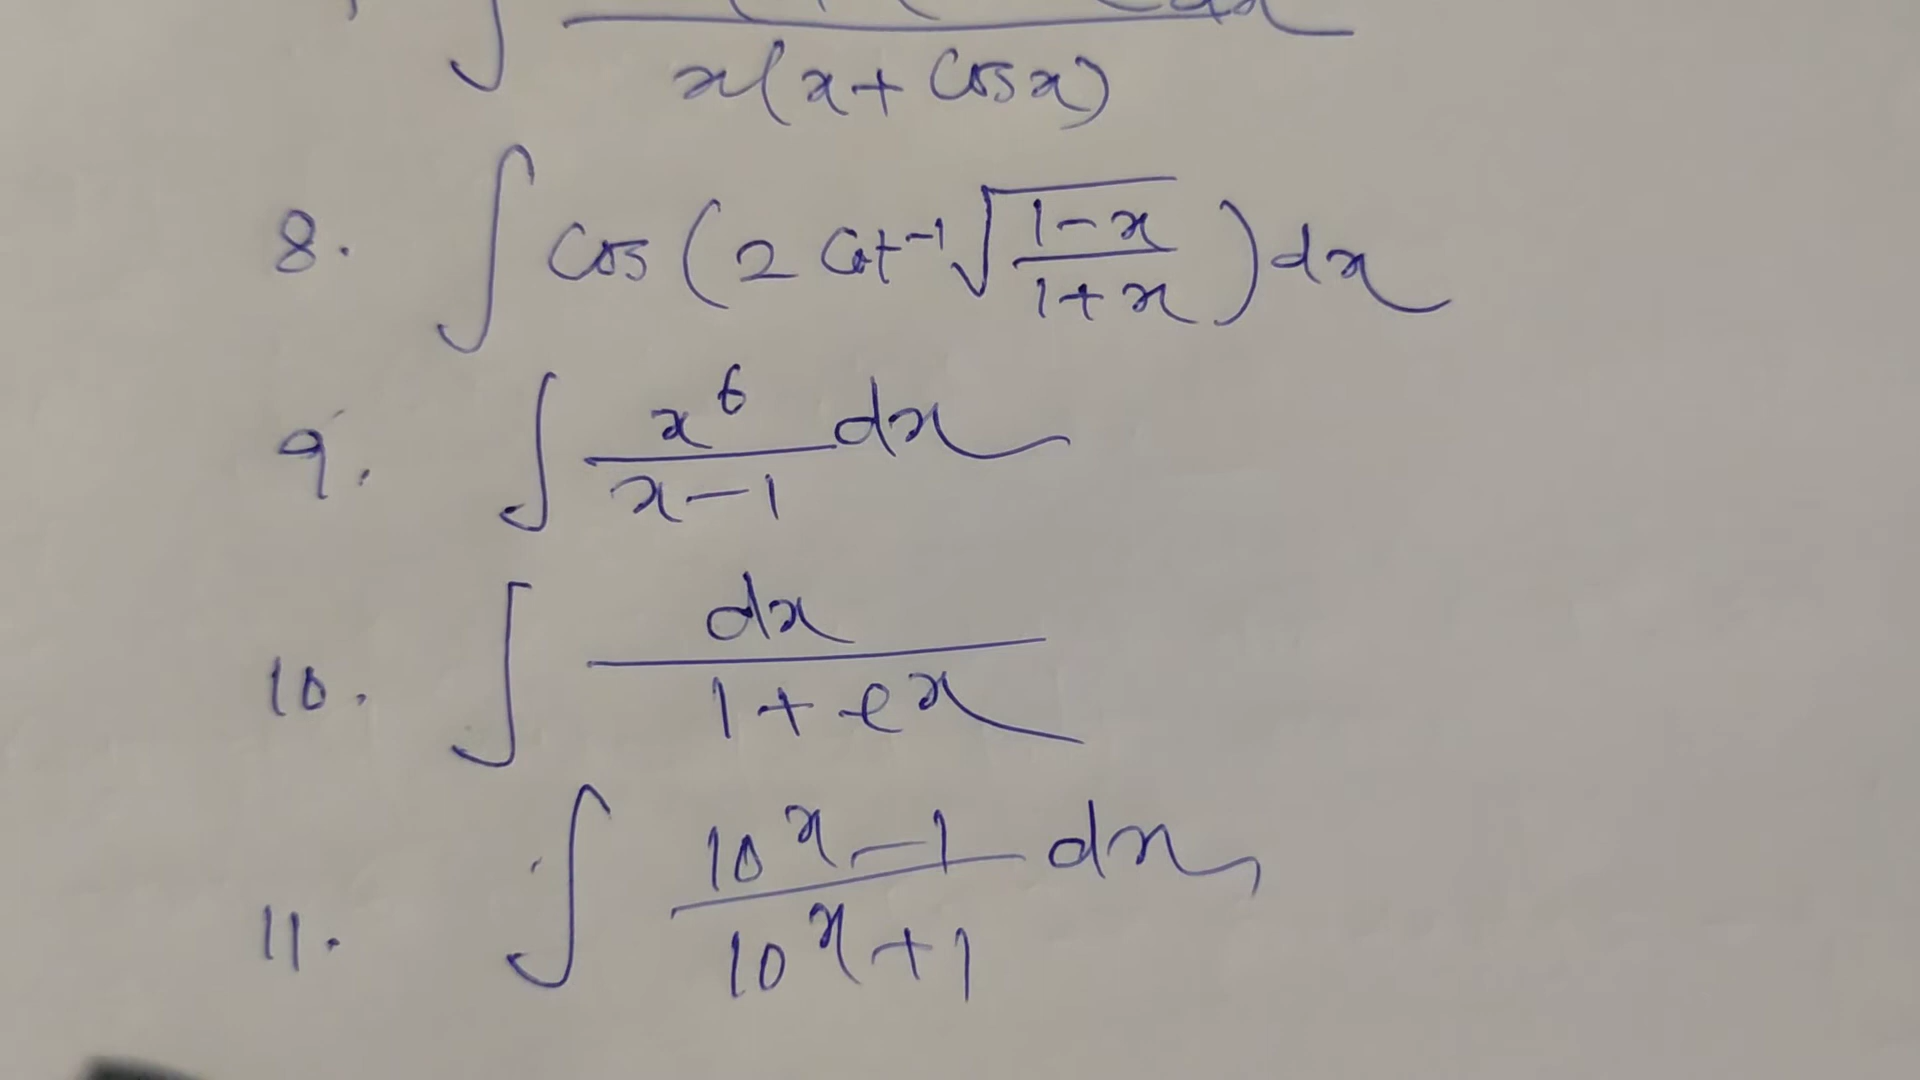 ∫ ―――― dx
x(x + cos x)
8. ∫ cos (2 cot⁻¹ √((1-x)/(1+x))) dx
9. ∫ x⁶/(x-1) dx
10. ∫ dx/(1+eˣ)
11. ∫ (10ˣ-1)/(10ˣ+1) dx